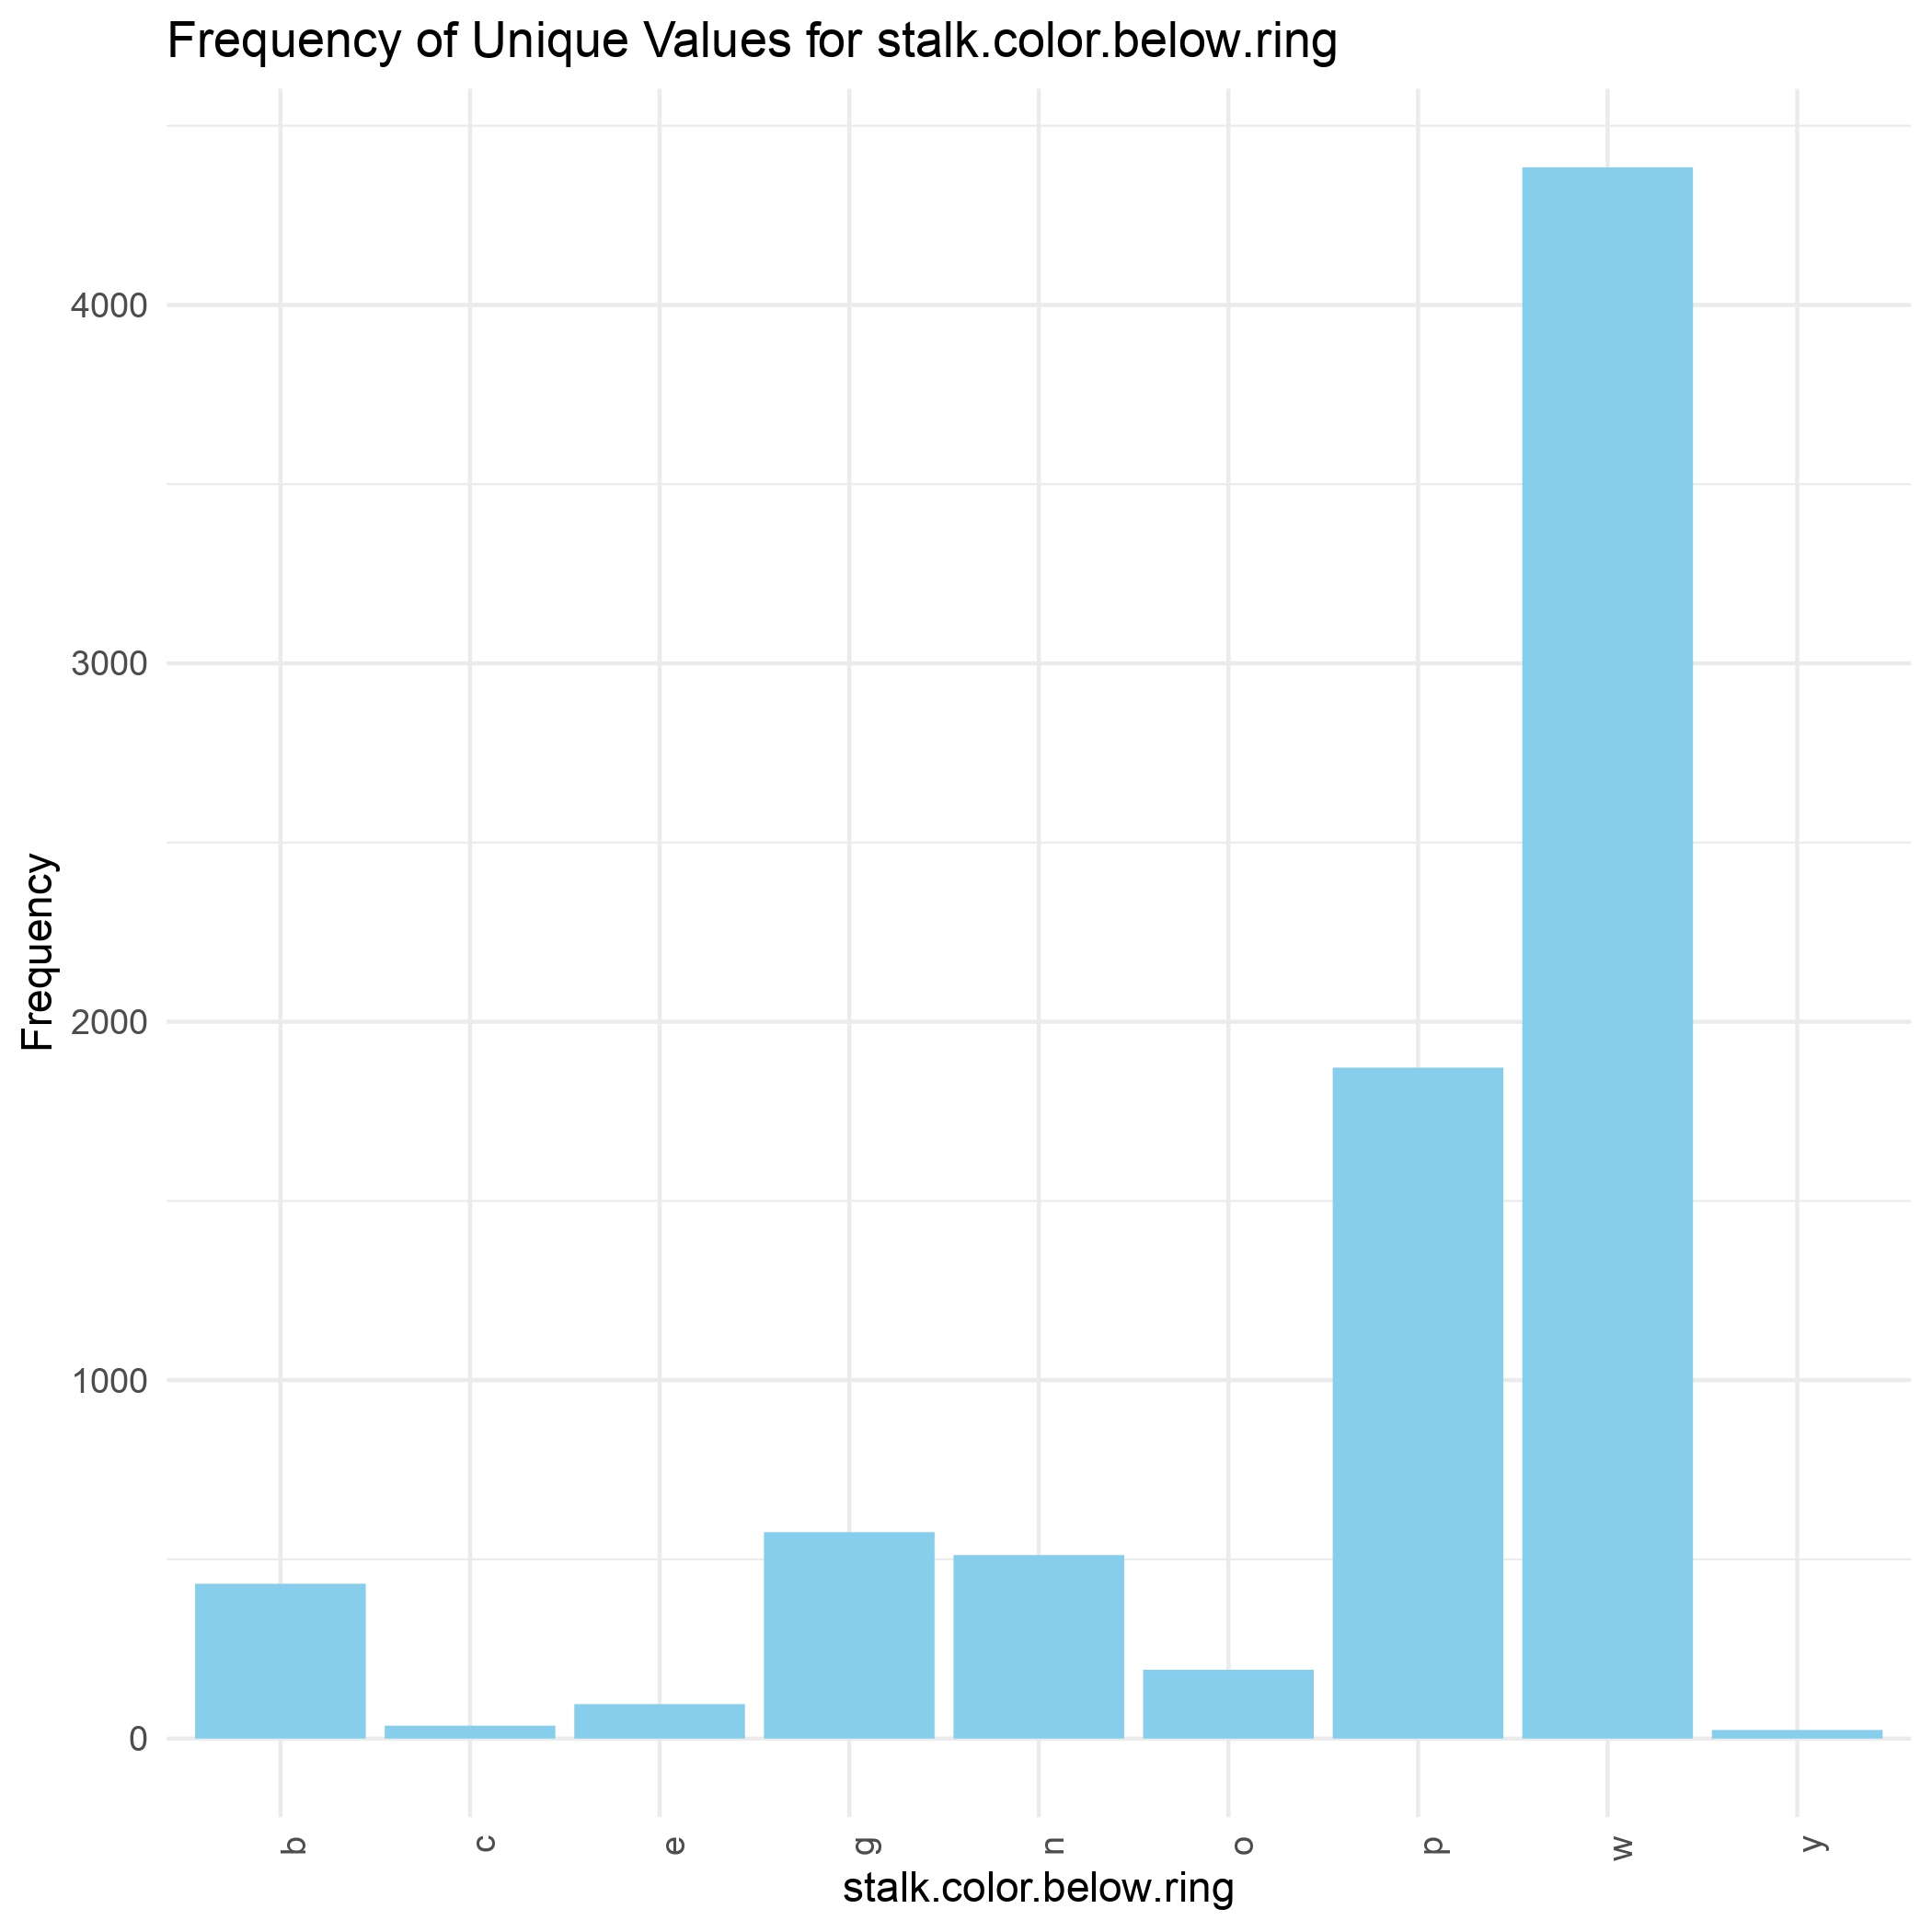 Frequency of Unique Values for stalk.color.below.ring
Frequency
4000
3000
2000
1000
0
b c e g n o p w y
stalk.color.below.ring